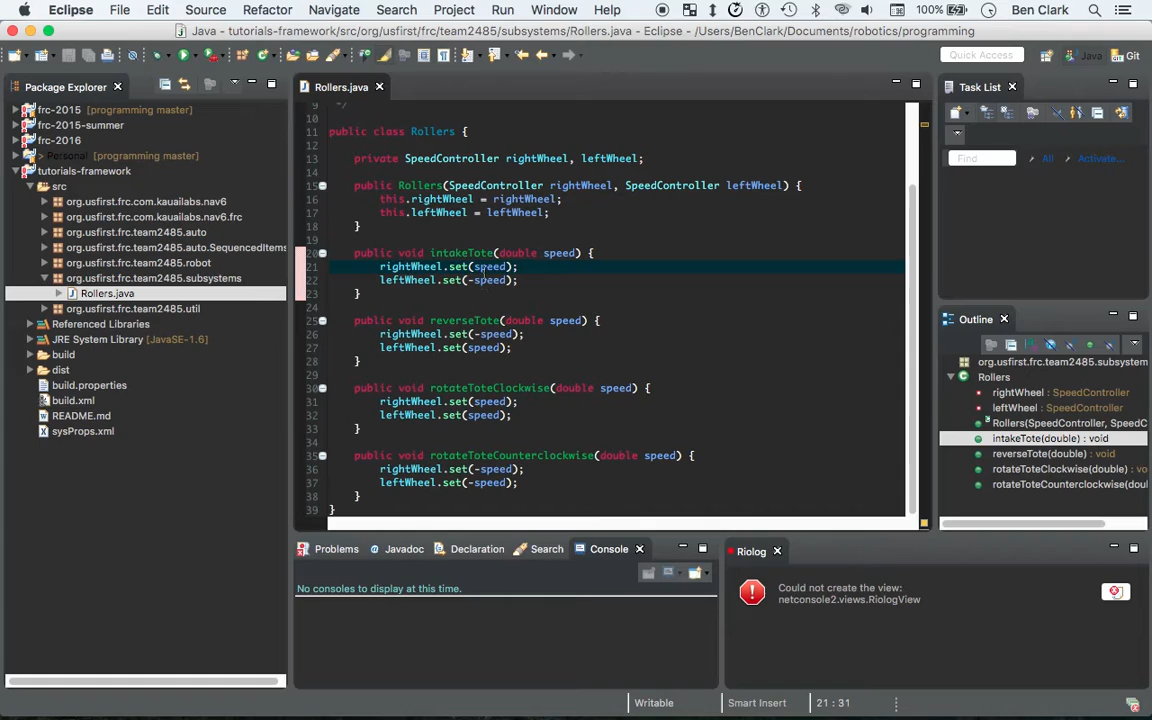 Eclipse File Edit Source Refactor Navigate Search Project Run Window Help 100% Ben Clark
Java - tutorials-framework/src/org/usfirst/frc/team2485/subsystems/Rollers.java - Eclipse - /Users/BenClark/Documents/robotics/programming
Quick Access Java Git
Package Explorer
frc-2015 [programming master]
frc-2015-summer
frc-2016
> Personal [programming master]
tutorials-framework
src
org.usfirst.frc.com.kauailabs.nav6
org.usfirst.frc.com.kauailabs.nav6.frc
org.usfirst.frc.team2485.auto
org.usfirst.frc.team2485.auto.SequencedItems
org.usfirst.frc.team2485.robot
org.usfirst.frc.team2485.subsystems
Rollers.java
org.usfirst.frc.team2485.util
Referenced Libraries
JRE System Library [JavaSE-1.6]
build
dist
build.properties
build.xml
README.md
sysProps.xml
Rollers.java
9 */
10
11 public class Rollers {
12
13 private SpeedController rightWheel, leftWheel;
14
15 public Rollers(SpeedController rightWheel, SpeedController leftWheel) {
16 this.rightWheel = rightWheel;
17 this.leftWheel = leftWheel;
18 }
19
20 public void intakeTote(double speed) {
21 rightWheel.set(speed);
22 leftWheel.set(-speed);
23 }
24
25 public void reverseTote(double speed) {
26 rightWheel.set(-speed);
27 leftWheel.set(speed);
28 }
29
30 public void rotateToteClockwise(double speed) {
31 rightWheel.set(speed);
32 leftWheel.set(speed);
33 }
34
35 public void rotateToteCounterclockwise(double speed) {
36 rightWheel.set(-speed);
37 leftWheel.set(-speed);
38 }
39 }
Task List
Find All Activate...
Outline
org.usfirst.frc.team2485.subsystems
Rollers
rightWheel : SpeedController
leftWheel : SpeedController
Rollers(SpeedController, SpeedC
intakeTote(double) : void
reverseTote(double) : void
rotateToteClockwise(double) : vo
rotateToteCounterclockwise(doul
Problems Javadoc Declaration Search Console
No consoles to display at this time.
Riolog
Could not create the view:
netconsole2.views.RiologView
Writable Smart Insert 21 : 31